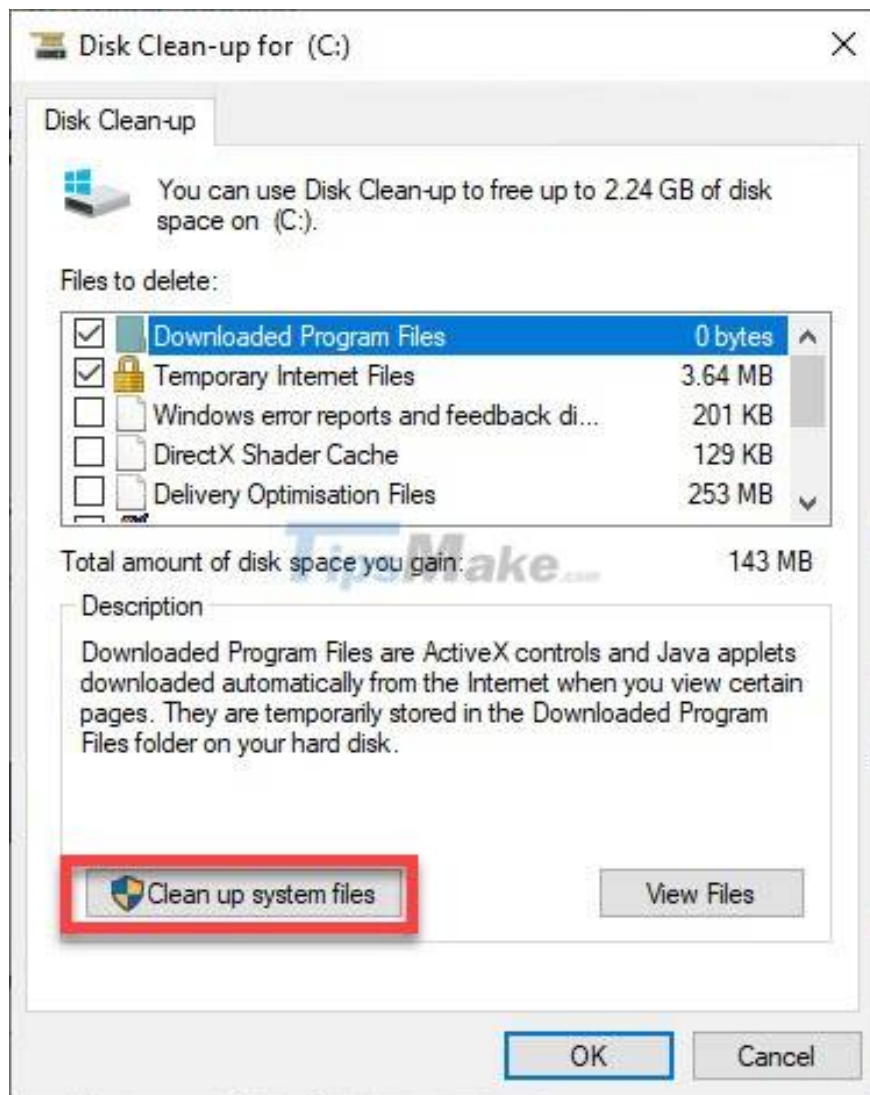 Disk Clean-up for (C:)
Disk Clean-up
You can use Disk Clean-up to free up to 2.24 GB of disk
space on (C:).
Files to delete:
Downloaded Program Files 0 bytes
Temporary Internet Files 3.64 MB
Windows error reports and feedback di... 201 KB
DirectX Shader Cache 129 KB
Delivery Optimisation Files 253 MB
TipsMake.com
Total amount of disk space you gain: 143 MB
Description
Downloaded Program Files are ActiveX controls and Java applets
downloaded automatically from the Internet when you view certain
pages. They are temporarily stored in the Downloaded Program
Files folder on your hard disk.
Clean up system files
View Files
OK
Cancel